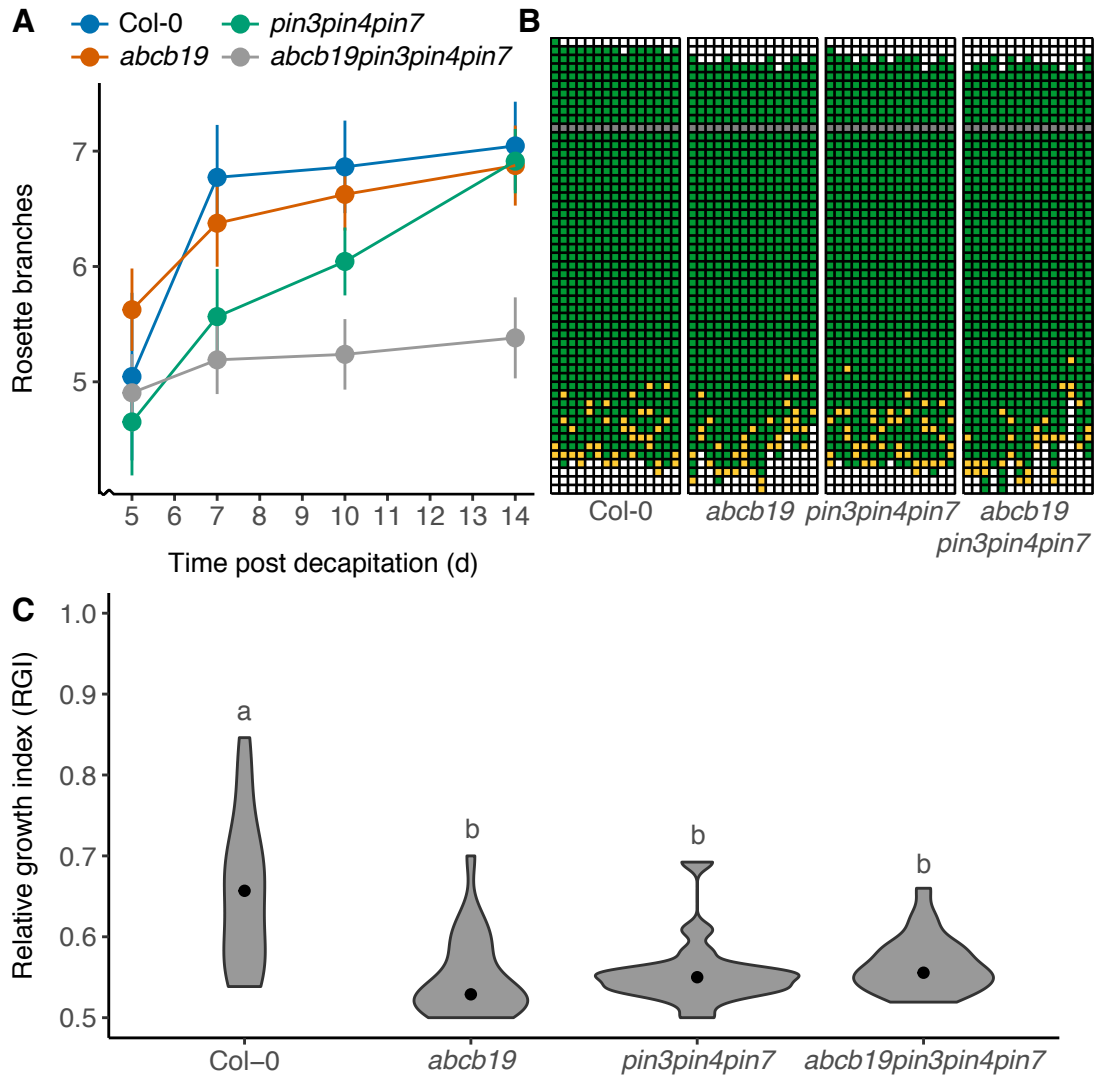 A
Col-0
pin3pin4pin7
abcb19
abcb19pin3pin4pin7
Rosette branches
7
6
5
5 6 7 8 9 10 11 12 13 14
Time post decapitation (d)
B
Col-0
abcb19
pin3pin4pin7
abcb19
pin3pin4pin7
C
Relative growth index (RGI)
1.0
0.9
0.8
0.7
0.6
0.5
a
b
b
b
Col–0
abcb19
pin3pin4pin7
abcb19pin3pin4pin7